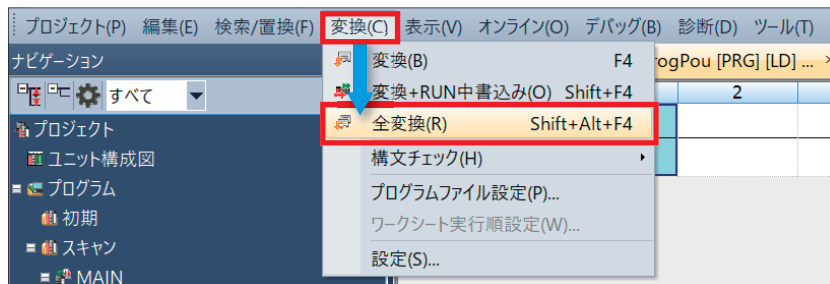 プロジェクト(P) 編集(E) 検索/置換(F) 変換(C) 表示(V) オンライン(O) デバッグ(B) 診断(D) ツール(T)
ナビゲーション
すべて
プロジェクト
ユニット構成図
プログラム
初期
スキャン
MAIN
変換(B) F4
変換+RUN中書込み(O) Shift+F4
全変換(R) Shift+Alt+F4
構文チェック(H)
プログラムファイル設定(P)...
ワークシート実行順設定(W)...
設定(S)...
ogPou [PRG] [LD] ...
2